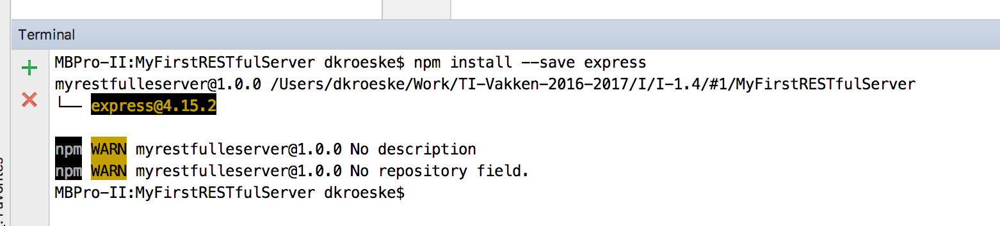 Terminal
MBPro-II:MyFirstRESTfulServer dkroeske$ npm install --save express
myrestfulleserver@1.0.0 /Users/dkroeske/Work/TI-Vakken-2016-2017/I/I-1.4/#1/MyFirstRESTfulServer
└── express@4.15.2
npm WARN myrestfulleserver@1.0.0 No description
npm WARN myrestfulleserver@1.0.0 No repository field.
MBPro-II:MyFirstRESTfulServer dkroeske$